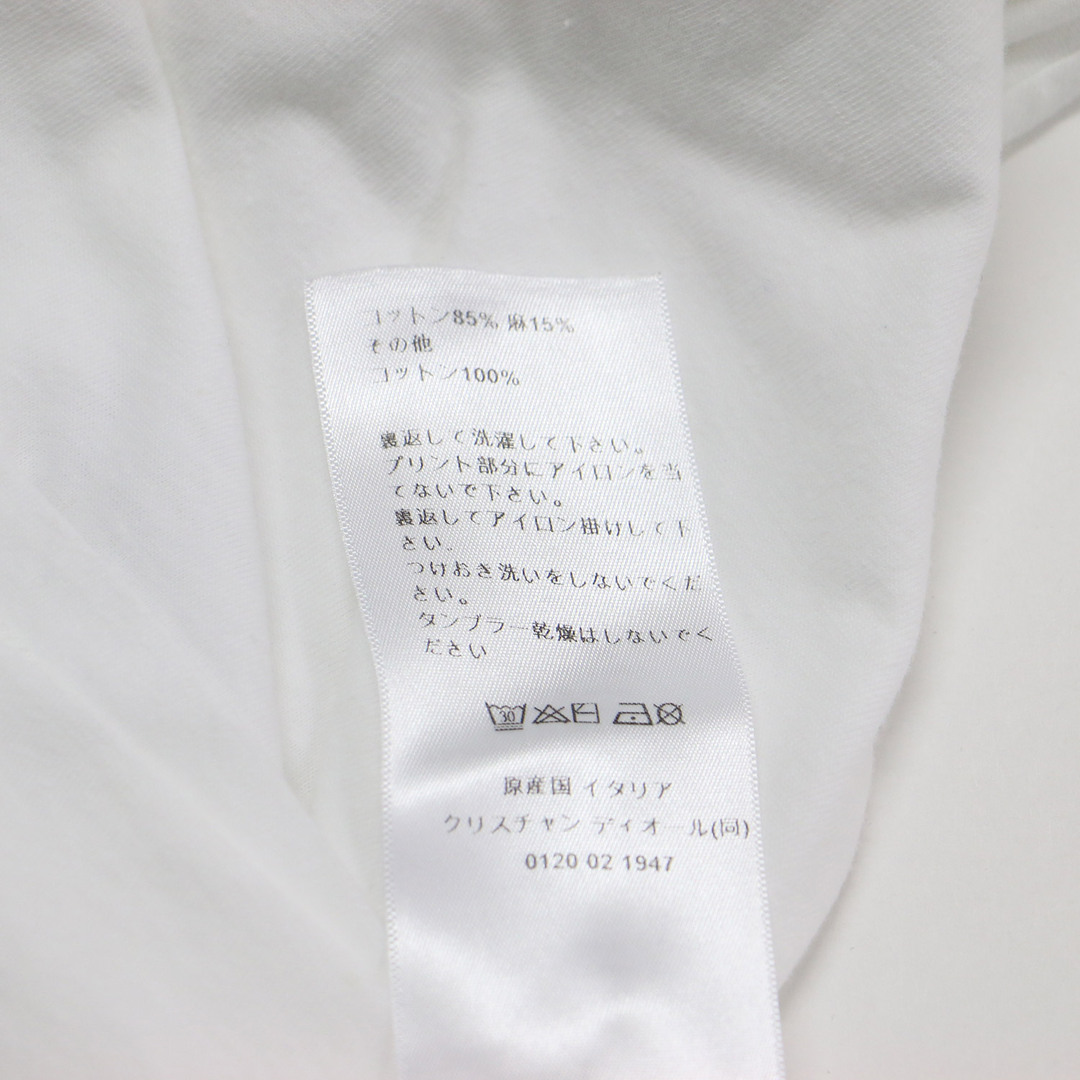 コットン85%, 麻15%
その他
コットン100%
裏返して洗濯して下さい。
プリント部分にアイロンを当
てないで下さい。
裏返してアイロン掛けして下
さい。
つけおき洗いをしないでくだ
さい。
タンブラー乾燥はしないでく
ださい
30
原産国 イタリア
クリスチャン ディオール(同)
0120 02 1947